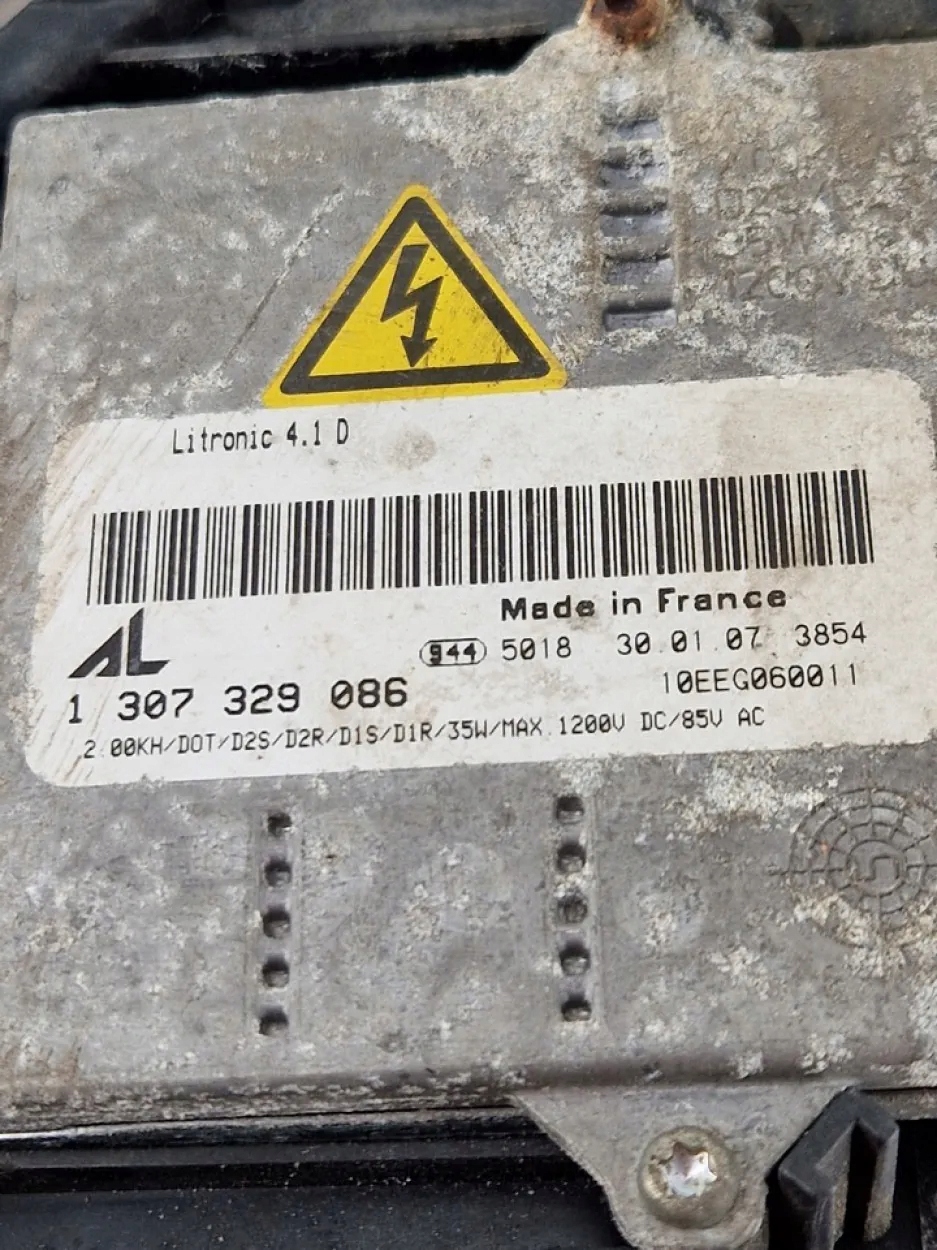 Litronic 4.1 D
Made in France
944 5018 30.01.07 3854
AL
1 307 329 086
10EEG060011
2.00KH/DOT/D2S/D2R/D1S/D1R/35W/MAX.1200V DC/85V AC